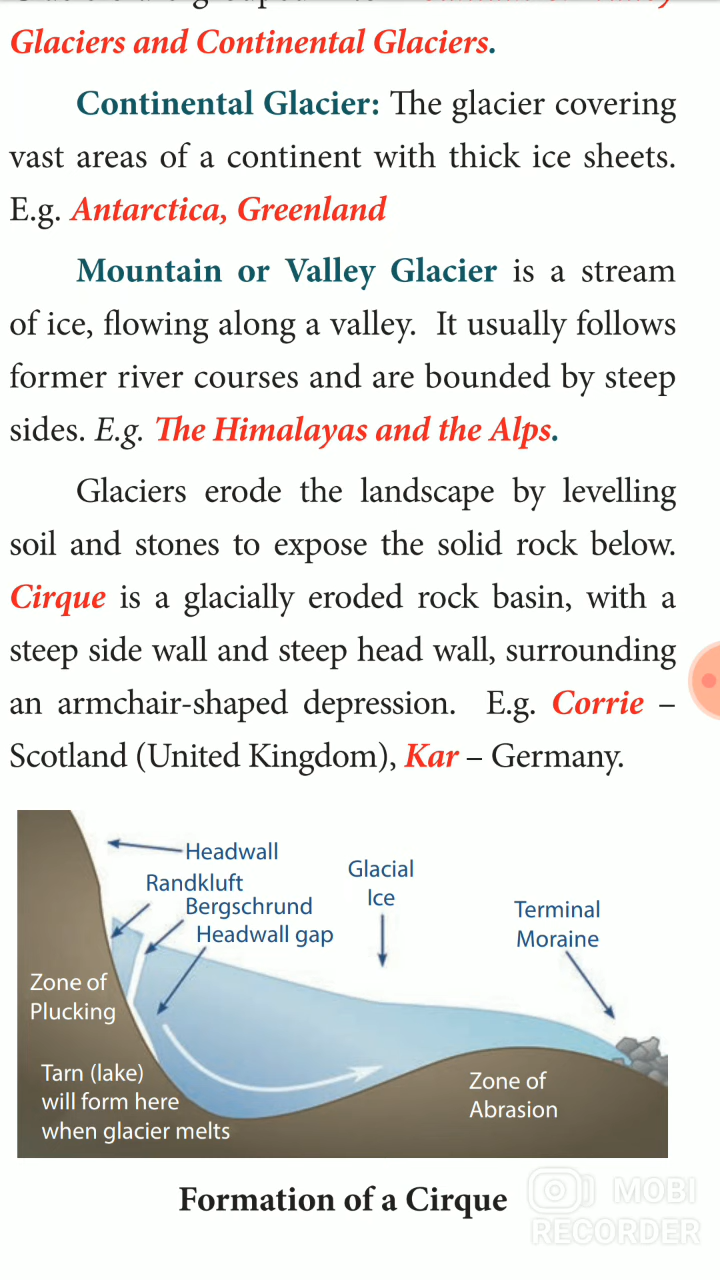 Glaciers and Continental Glaciers.
Continental Glacier: The glacier covering
vast areas of a continent with thick ice sheets.
E.g. Antarctica, Greenland
Mountain or Valley Glacier is a stream
of ice, flowing along a valley. It usually follows
former river courses and are bounded by steep
sides. E.g. The Himalayas and the Alps.
Glaciers erode the landscape by levelling
soil and stones to expose the solid rock below.
Cirque is a glacially eroded rock basin, with a
steep side wall and steep head wall, surrounding
an armchair-shaped depression. E.g. Corrie –
Scotland (United Kingdom), Kar – Germany.
Headwall
Randkluft
Bergschrund
Headwall gap
Glacial
Ice
Terminal
Moraine
Zone of
Plucking
Tarn (lake)
will form here
when glacier melts
Zone of
Abrasion
Formation of a Cirque
MOBI
RECORDER